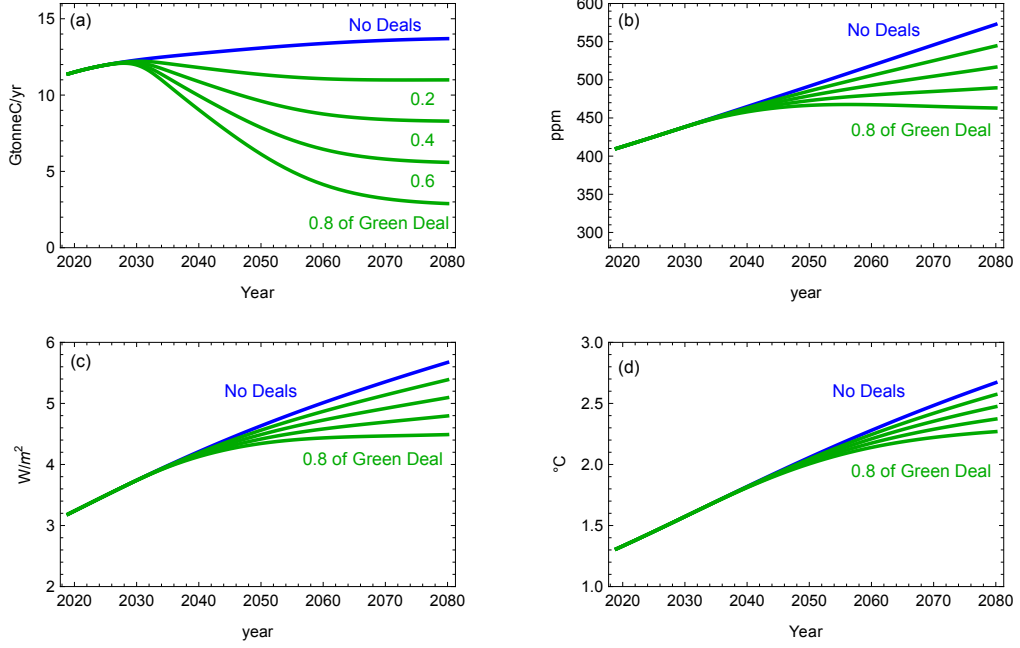 (a)
No Deals
0.2
0.4
0.6
0.8 of Green Deal
GtonneC/yr
15
10
5
0
2020 2030 2040 2050 2060 2070 2080
Year
(b)
No Deals
0.8 of Green Deal
ppm
600
550
500
450
400
350
300
2020 2030 2040 2050 2060 2070 2080
year
(c)
No Deals
0.8 of Green Deal
W/m²
6
5
4
3
2
2020 2030 2040 2050 2060 2070 2080
year
(d)
No Deals
0.8 of Green Deal
°C
3.0
2.5
2.0
1.5
1.0
2020 2030 2040 2050 2060 2070 2080
Year